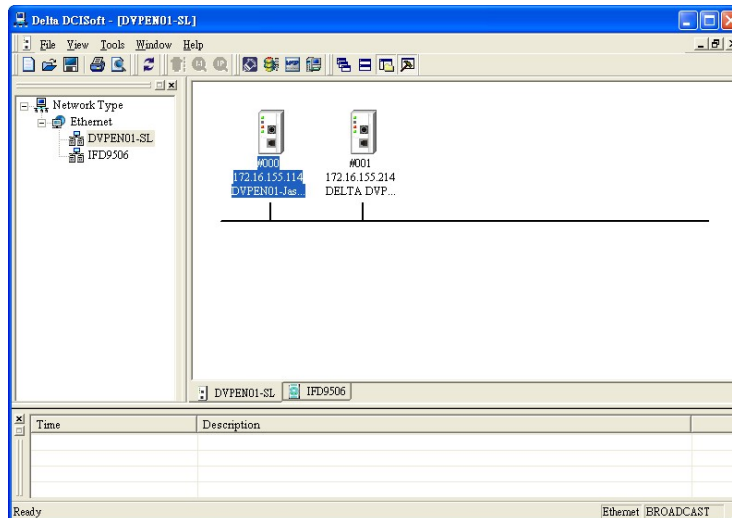 Delta DCISoft - [DVPEN01-SL]
File View Tools Window Help
Network Type
Ethernet
DVPEN01-SL
IFD9506
#000
172.16.155.114
DVPEN01-Jas...
#001
172.16.155.214
DELTA DVP...
DVPEN01-SL IFD9506
Time Description
Ready Ethernet BROADCAST